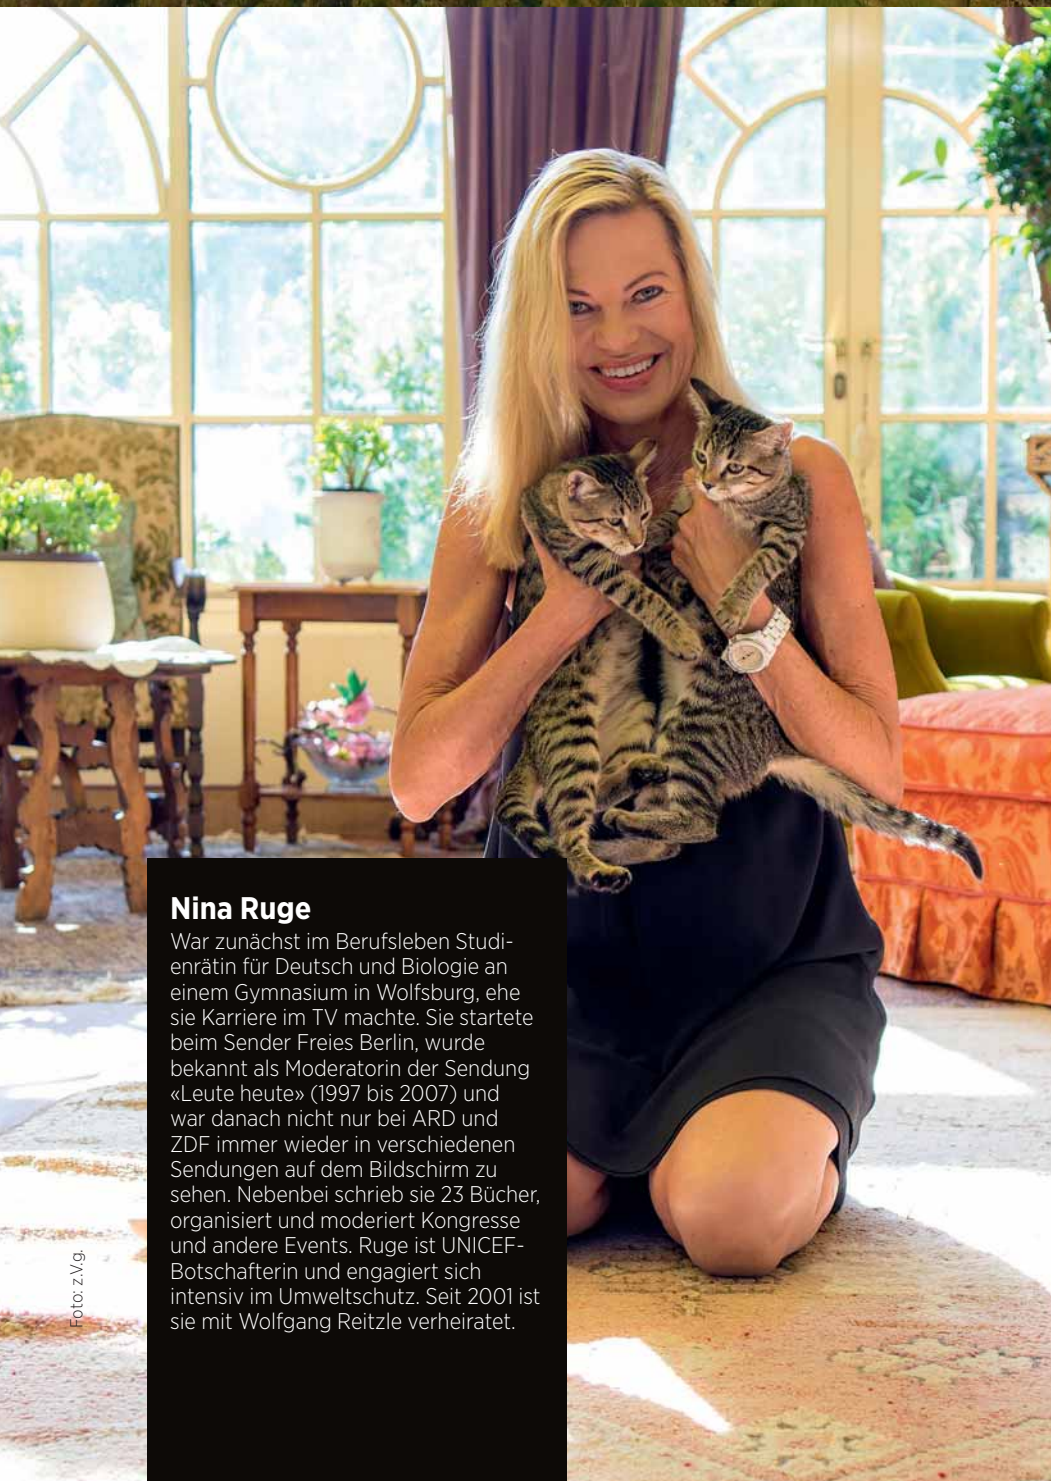 Nina Ruge
War zunächst im Berufsleben Studi-
enrätin für Deutsch und Biologie an
einem Gymnasium in Wolfsburg, ehe
sie Karriere im TV machte. Sie startete
beim Sender Freies Berlin, wurde
bekannt als Moderatorin der Sendung
«Leute heute» (1997 bis 2007) und
war danach nicht nur bei ARD und
ZDF immer wieder in verschiedenen
Sendungen auf dem Bildschirm zu
sehen. Nebenbei schrieb sie 23 Bücher,
organisiert und moderiert Kongresse
und andere Events. Ruge ist UNICEF-
Botschafterin und engagiert sich
intensiv im Umweltschutz. Seit 2001 ist
sie mit Wolfgang Reitzle verheiratet.
Foto: z.V.g.